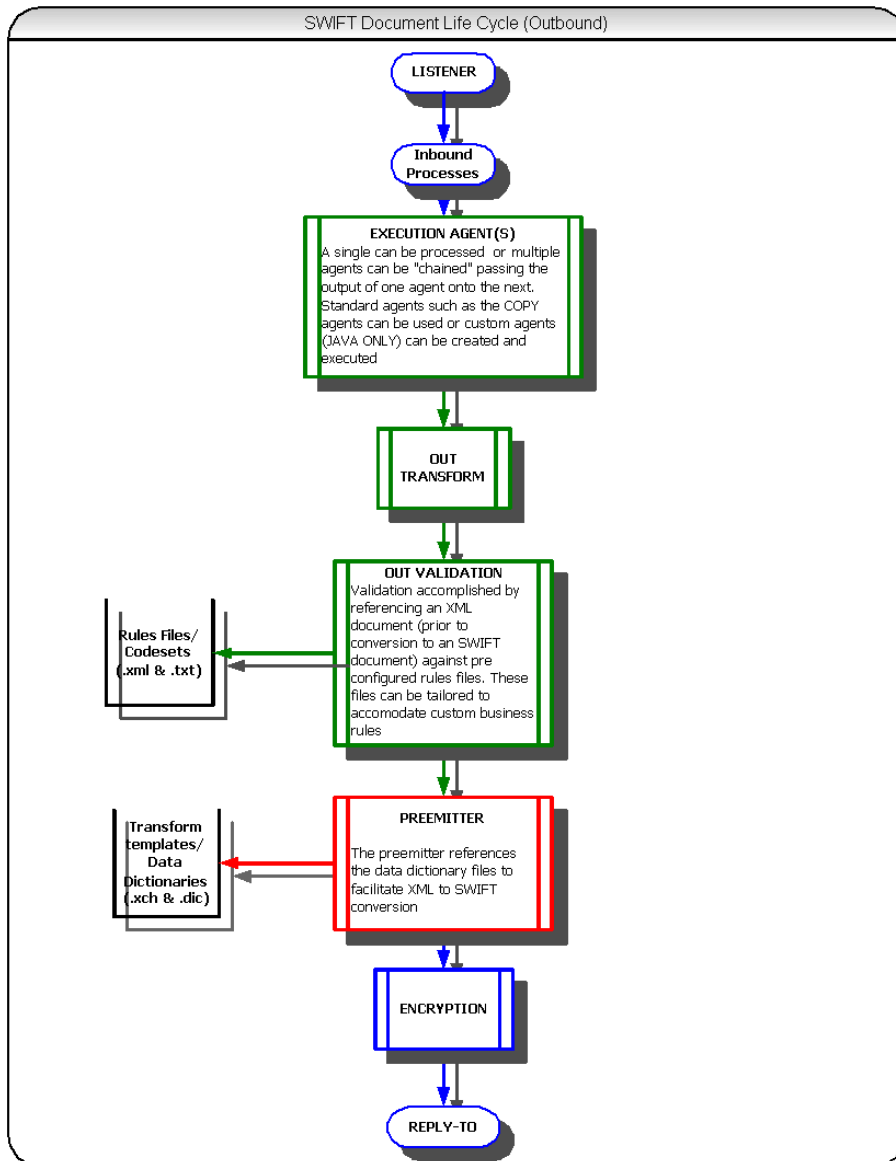 SWIFT Document Life Cycle (Outbound)
LISTENER
Inbound
Processes
EXECUTION AGENT(S)
A single can be processed or multiple
agents can be "chained" passing the
output of one agent onto the next.
Standard agents such as the COPY
agents can be used or custom agents
(JAVA ONLY) can be created and
executed
OUT
TRANSFORM
OUT VALIDATION
Validation accomplished by
referencing an XML
document (prior to
conversion to an SWIFT
document) against pre
configured rules files. These
files can be tailored to
accomodate custom business
rules
Rules Files/
Codesets
(.xml & .txt)
PREEMITTER
The preemitter references
the data dictionary files to
facilitate XML to SWIFT
conversion
Transform
templates/
Data
Dictionaries
(.xch & .dic)
ENCRYPTION
REPLY-TO